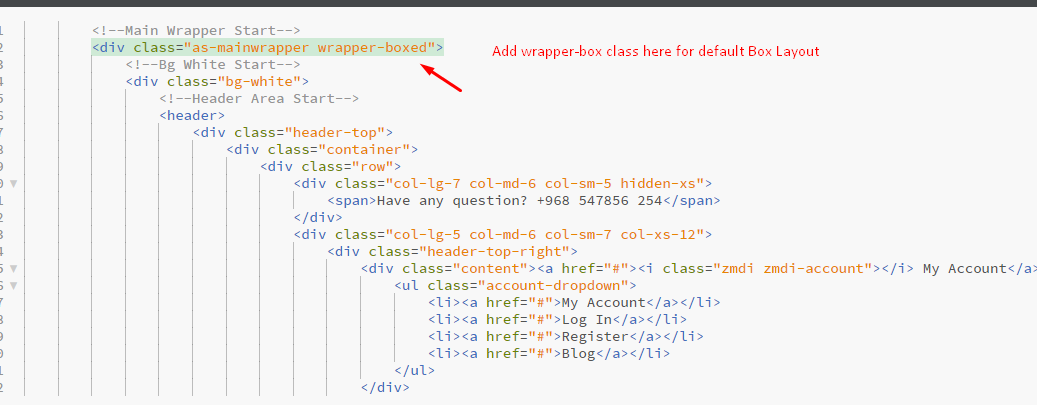 1 <!--Main Wrapper Start-->
2 <div class="as-mainwrapper wrapper-boxed"> Add wrapper-box class here for default Box Layout
3 <!--Bg White Start-->
4 <div class="bg-white">
5 <!--Header Area Start-->
6 <header>
7 <div class="header-top">
8 <div class="container">
9 <div class="row">
0 <div class="col-lg-7 col-md-6 col-sm-5 hidden-xs">
1 <span>Have any question? +968 547856 254</span>
2 </div>
3 <div class="col-lg-5 col-md-6 col-sm-7 col-xs-12">
4 <div class="header-top-right">
5 <div class="content"><a href="#"><i class="zmdi zmdi-account"></i> My Account</a>
6 <ul class="account-dropdown">
7 <li><a href="#">My Account</a></li>
8 <li><a href="#">Log In</a></li>
9 <li><a href="#">Register</a></li>
0 <li><a href="#">Blog</a></li>
1 </ul>
2 </div>